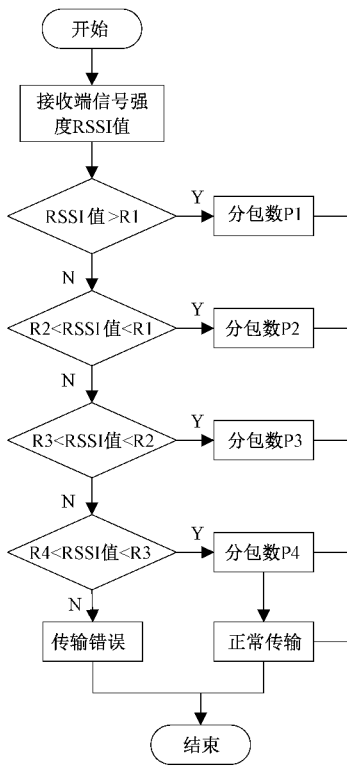 开始
接收端信号强
度RSSI值
RSSI值>R1
Y
分包数P1
N
R2<RSSI值<R1
Y
分包数P2
N
R3<RSSI值<R2
Y
分包数P3
N
R4<RSSI值<R3
Y
分包数P4
N
传输错误
正常传输
结束